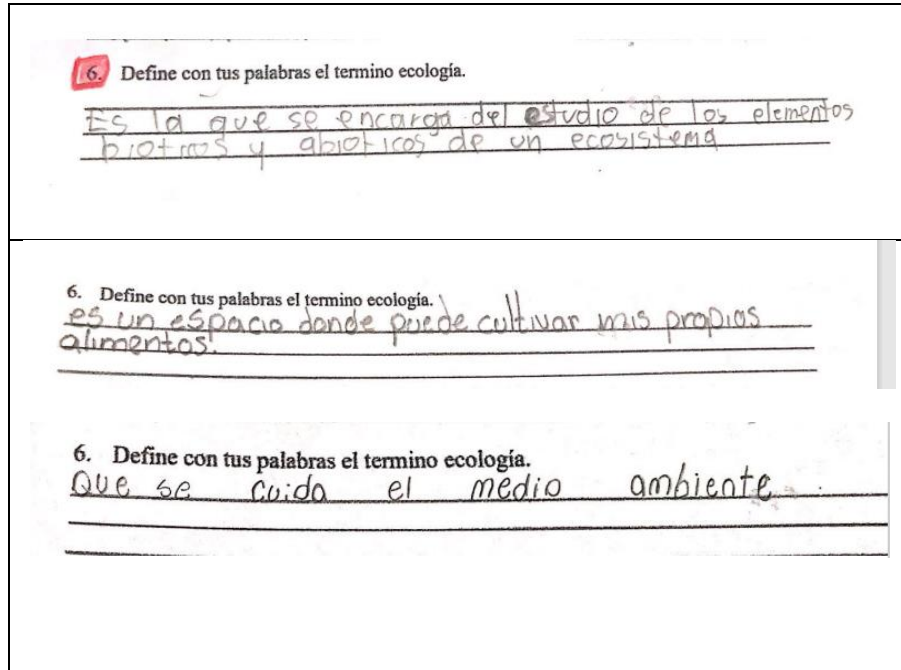 6. Define con tus palabras el termino ecología.
Es la que se encarga del estudio de los elementos
bioticos y abioticos de un ecosistema
6. Define con tus palabras el termino ecología.
es un espacio donde puede cultivar mis propios
alimentos.
6. Define con tus palabras el termino ecología.
Que se cuida el medio ambiente.